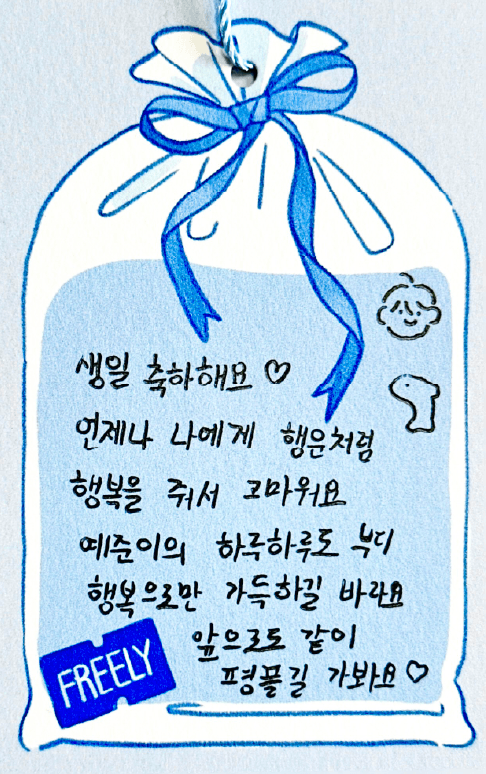 생일 축하해요 ♡
언제나 나에게 행운처럼
행복을 줘서 고마워요
예준이의 하루하루도 부디
행복으로만 가득하길 바라요
앞으로도 같이
평플길 가봐요 ♡
FREELY